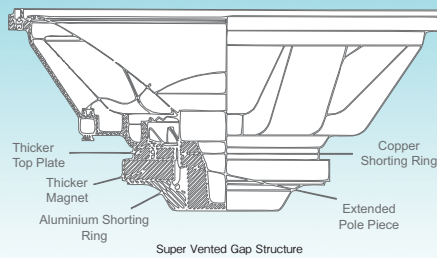 Thicker
Top Plate
Thicker
Magnet
Aluminium Shorting
Ring
Copper
Shorting Ring
Extended
Pole Piece
Super Vented Gap Structure